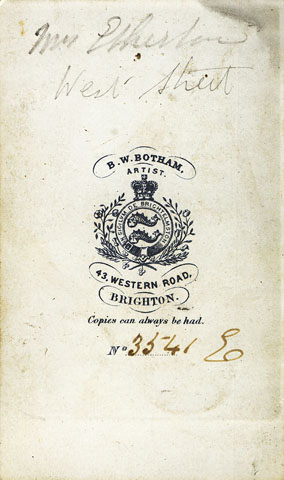 Mrs Etherton
West Street
B. W. BOTHAM,
ARTIST.
43, WESTERN ROAD,
BRIGHTON.
Copies can always be had.
No 3541 E